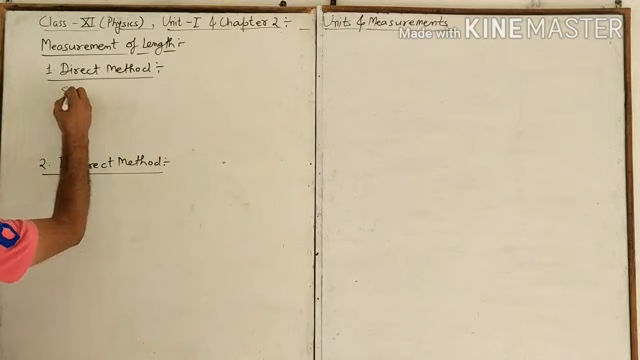 Class - XI (Physics), Unit - I & Chapter 2 :- Units & Measurements
Made with KINEMASTER
Measurement of Length :-
1 Direct Method :-
2. Method :-